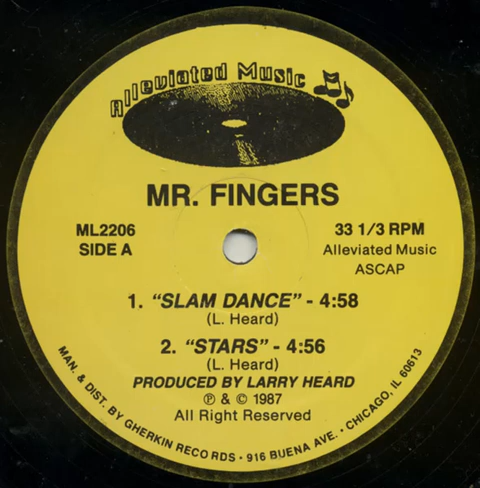 Alleviated Music
MR. FINGERS
ML2206
SIDE A
33 1/3 RPM
Alleviated Music
ASCAP
1. "SLAM DANCE" - 4:58
(L. Heard)
2. "STARS" - 4:56
(L. Heard)
PRODUCED BY LARRY HEARD
℗ & © 1987
All Right Reserved
MAN. & DIST. BY GHERKIN RECORDS • 916 BUENA AVE. • CHICAGO, IL 60613